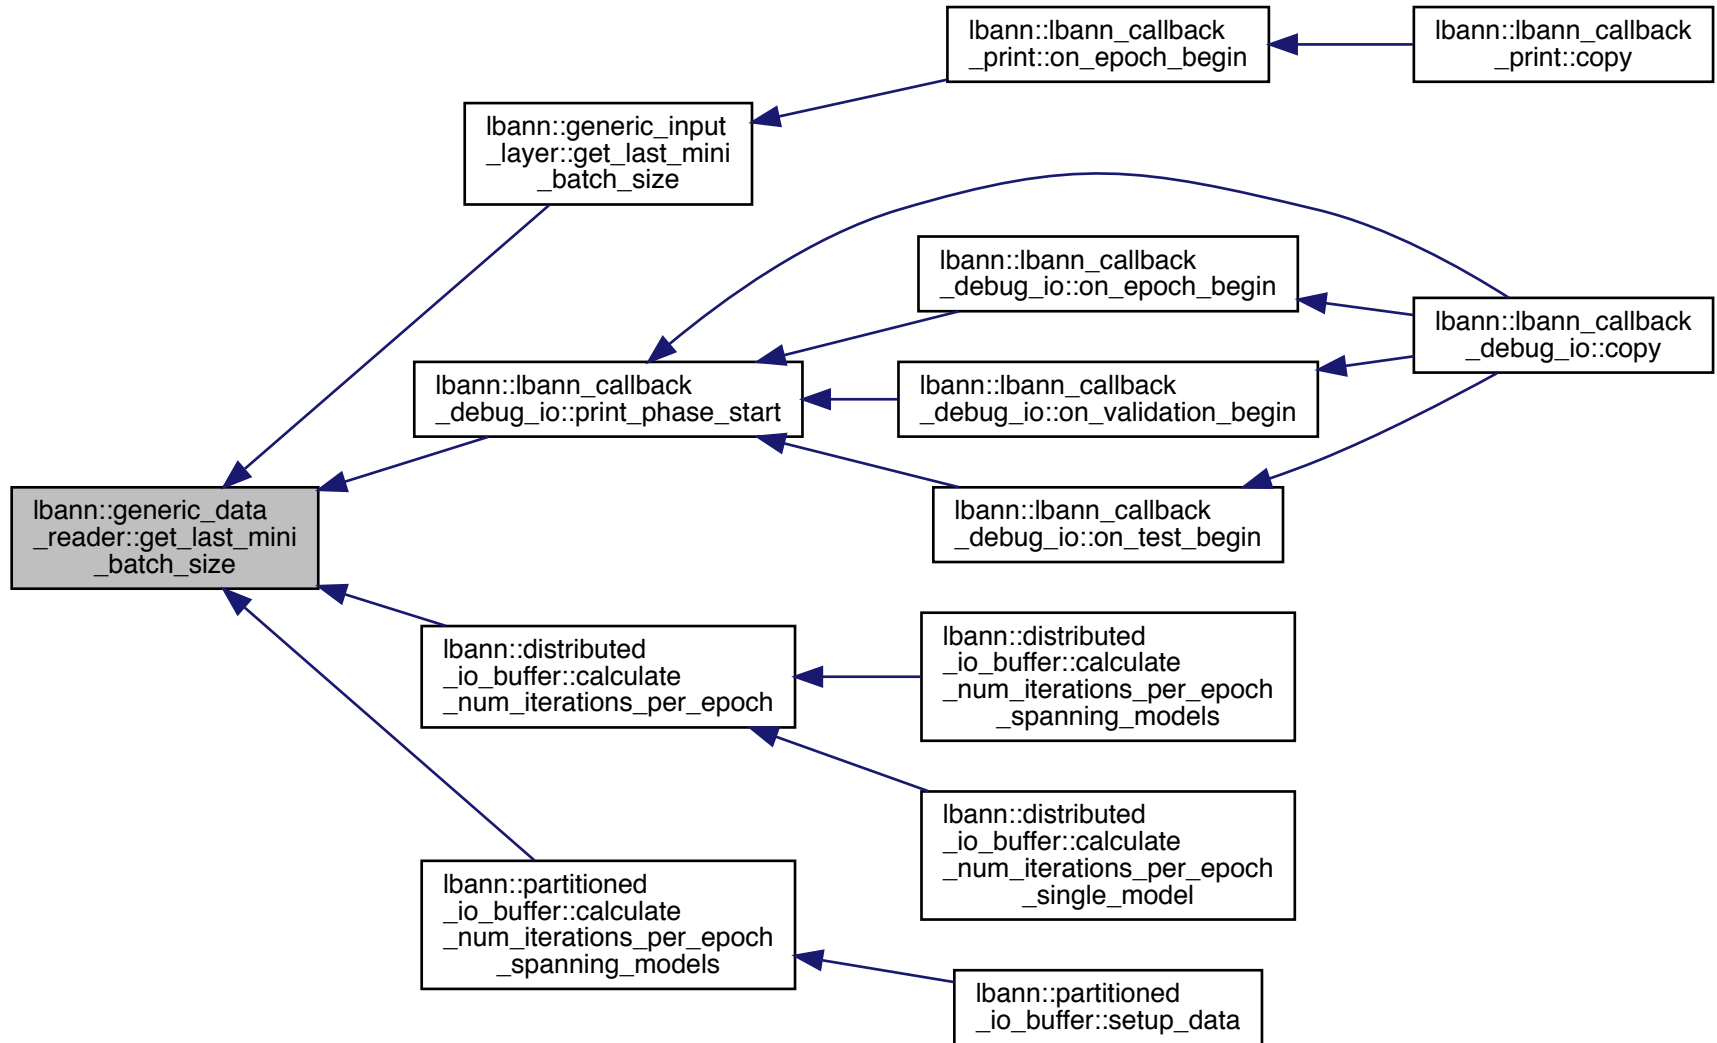 lbann::lbann_callback
_print::on_epoch_begin
lbann::lbann_callback
_print::copy
lbann::generic_input
_layer::get_last_mini
_batch_size
lbann::lbann_callback
_debug_io::on_epoch_begin
lbann::lbann_callback
_debug_io::copy
lbann::lbann_callback
_debug_io::print_phase_start
lbann::lbann_callback
_debug_io::on_validation_begin
lbann::generic_data
_reader::get_last_mini
_batch_size
lbann::lbann_callback
_debug_io::on_test_begin
lbann::distributed
_io_buffer::calculate
_num_iterations_per_epoch
lbann::distributed
_io_buffer::calculate
_num_iterations_per_epoch
_spanning_models
lbann::distributed
_io_buffer::calculate
_num_iterations_per_epoch
_single_model
lbann::partitioned
_io_buffer::calculate
_num_iterations_per_epoch
_spanning_models
lbann::partitioned
_io_buffer::setup_data